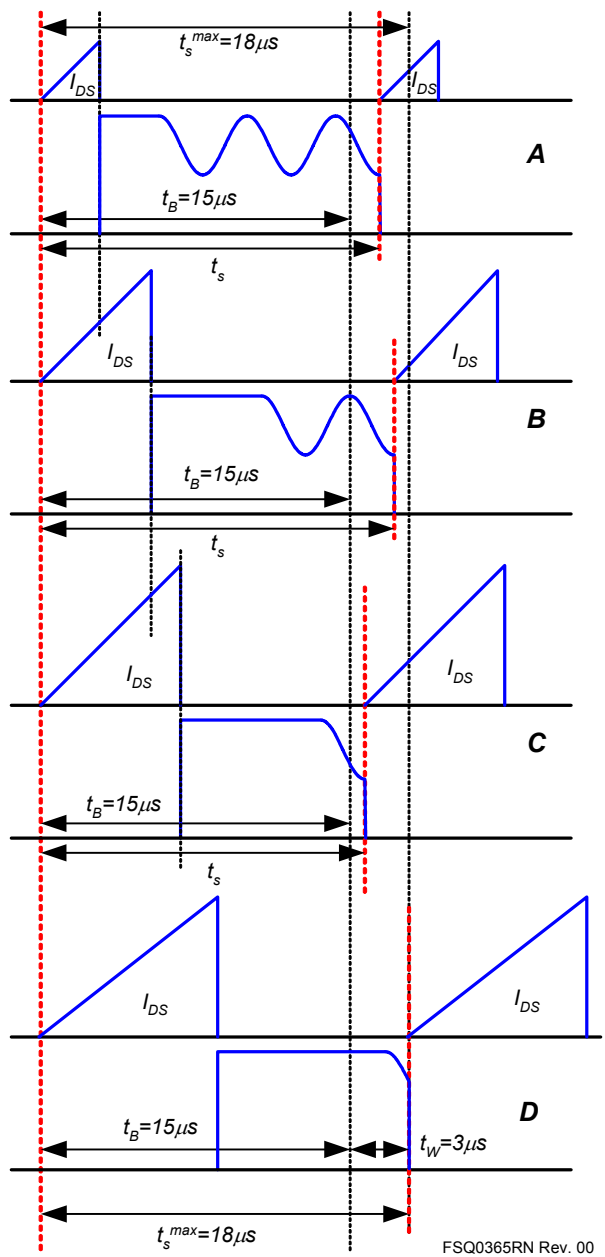 t_s^max=18μs
I_DS
I_DS
A
t_B=15μs
t_s
I_DS
I_DS
B
t_B=15μs
t_s
I_DS
I_DS
C
t_B=15μs
t_s
I_DS
I_DS
D
t_B=15μs
t_W=3μs
t_s^max=18μs
FSQ0365RN Rev. 00